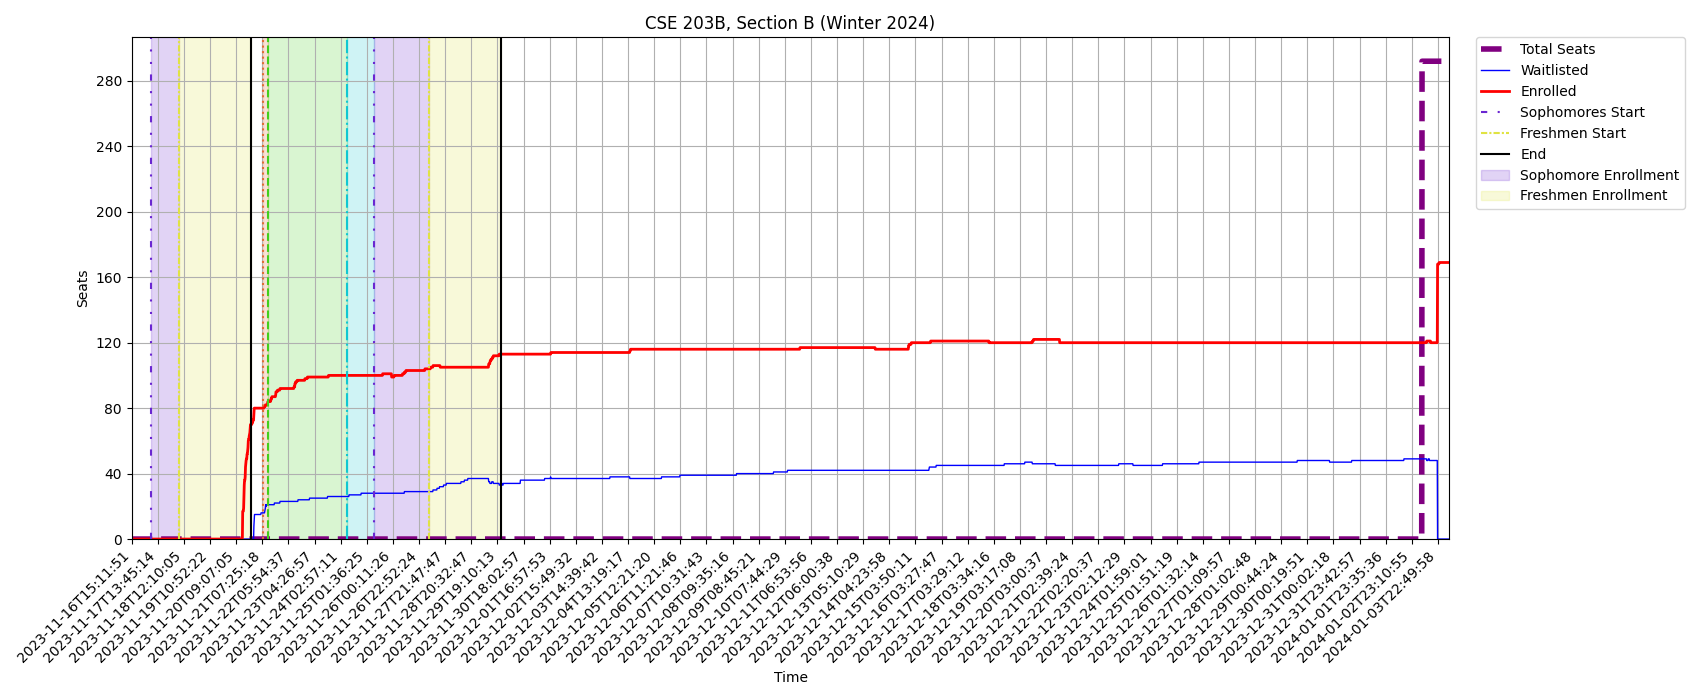 CSE 203B, Section B (Winter 2024)
Total Seats
Waitlisted
Enrolled
Sophomores Start
Freshmen Start
End
Sophomore Enrollment
Freshmen Enrollment
Seats
280
240
200
160
120
80
40
0
2023-11-16T15:11:51
2023-11-17T13:45:14
2023-11-18T12:10:05
2023-11-19T10:52:22
2023-11-20T09:07:05
2023-11-21T07:25:18
2023-11-22T05:54:37
2023-11-23T04:26:57
2023-11-24T02:57:11
2023-11-25T01:36:25
2023-11-26T00:11:26
2023-11-26T22:52:24
2023-11-27T21:47:47
2023-11-28T20:32:47
2023-11-29T19:10:13
2023-11-30T18:02:57
2023-12-01T16:57:53
2023-12-02T15:49:32
2023-12-03T14:39:42
2023-12-04T13:19:17
2023-12-05T12:21:20
2023-12-06T11:21:46
2023-12-07T10:31:43
2023-12-08T09:35:16
2023-12-09T08:45:21
2023-12-10T07:44:29
2023-12-11T06:53:56
2023-12-12T06:00:38
2023-12-13T05:10:29
2023-12-14T04:23:58
2023-12-15T03:50:11
2023-12-16T03:27:47
2023-12-17T03:29:12
2023-12-18T03:34:16
2023-12-19T03:17:08
2023-12-20T03:00:37
2023-12-21T02:39:24
2023-12-22T02:20:37
2023-12-23T02:12:29
2023-12-24T01:59:01
2023-12-25T01:51:19
2023-12-26T01:32:14
2023-12-27T01:09:57
2023-12-28T01:02:48
2023-12-29T00:44:24
2023-12-30T00:19:51
2023-12-31T00:02:18
2023-12-31T23:42:57
2024-01-01T23:35:36
2024-01-02T23:10:55
2024-01-03T22:49:58
Time